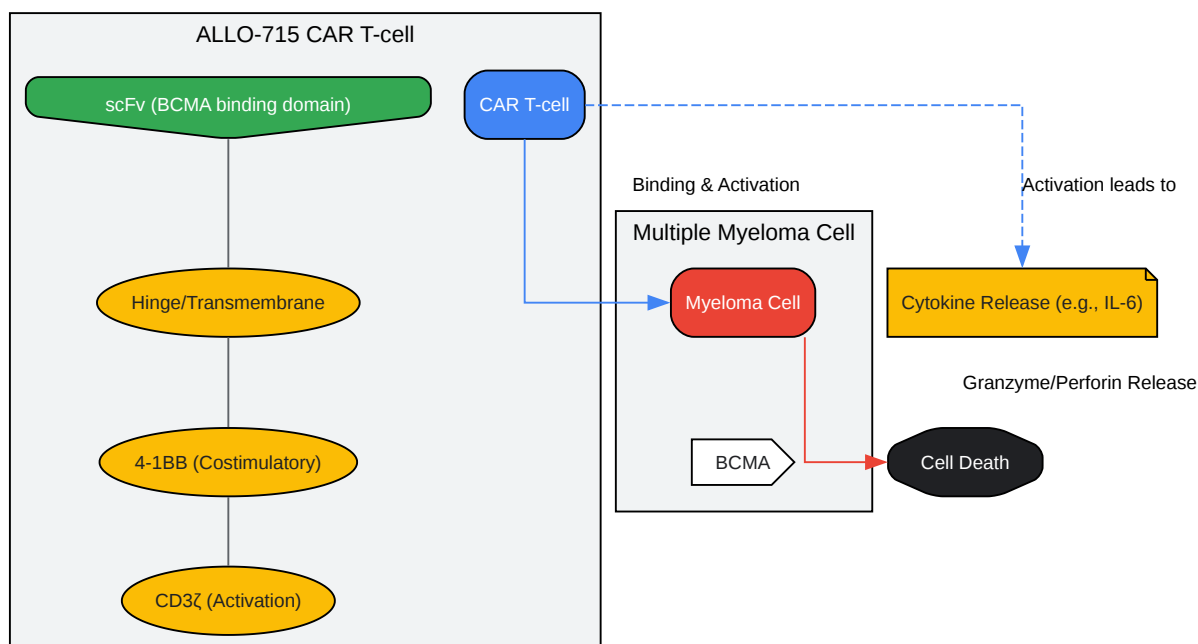 ALLO-715 CAR T-cell
scFv (BCMA binding domain)
CAR T-cell
Binding & Activation
Activation leads to
Multiple Myeloma Cell
Hinge/Transmembrane
Myeloma Cell
Cytokine Release (e.g., IL-6)
Granzyme/Perforin Release
4-1BB (Costimulatory)
BCMA
Cell Death
CD3ζ (Activation)